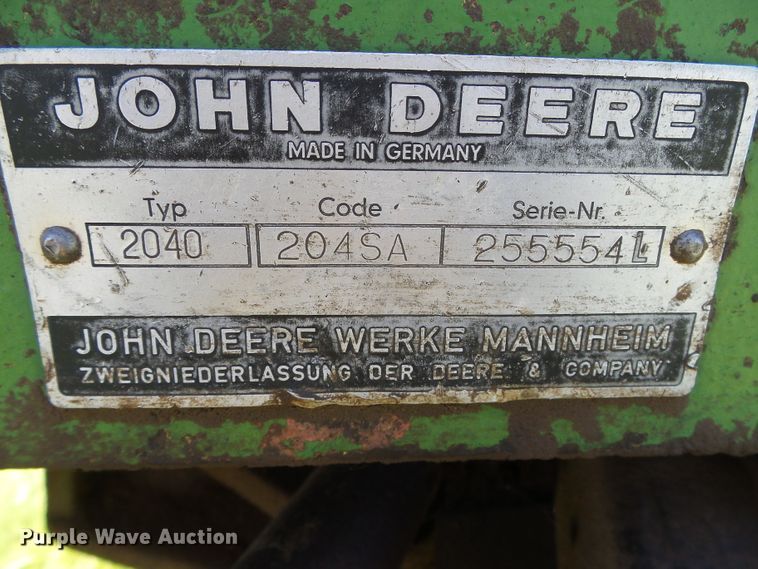 JOHN DEERE
MADE IN GERMANY
Typ Code Serie-Nr.
2040 204SA 255554L
JOHN DEERE WERKE MANNHEIM
ZWEIGNIEDERLASSUNG DER DEERE & COMPANY
Purple Wave Auction